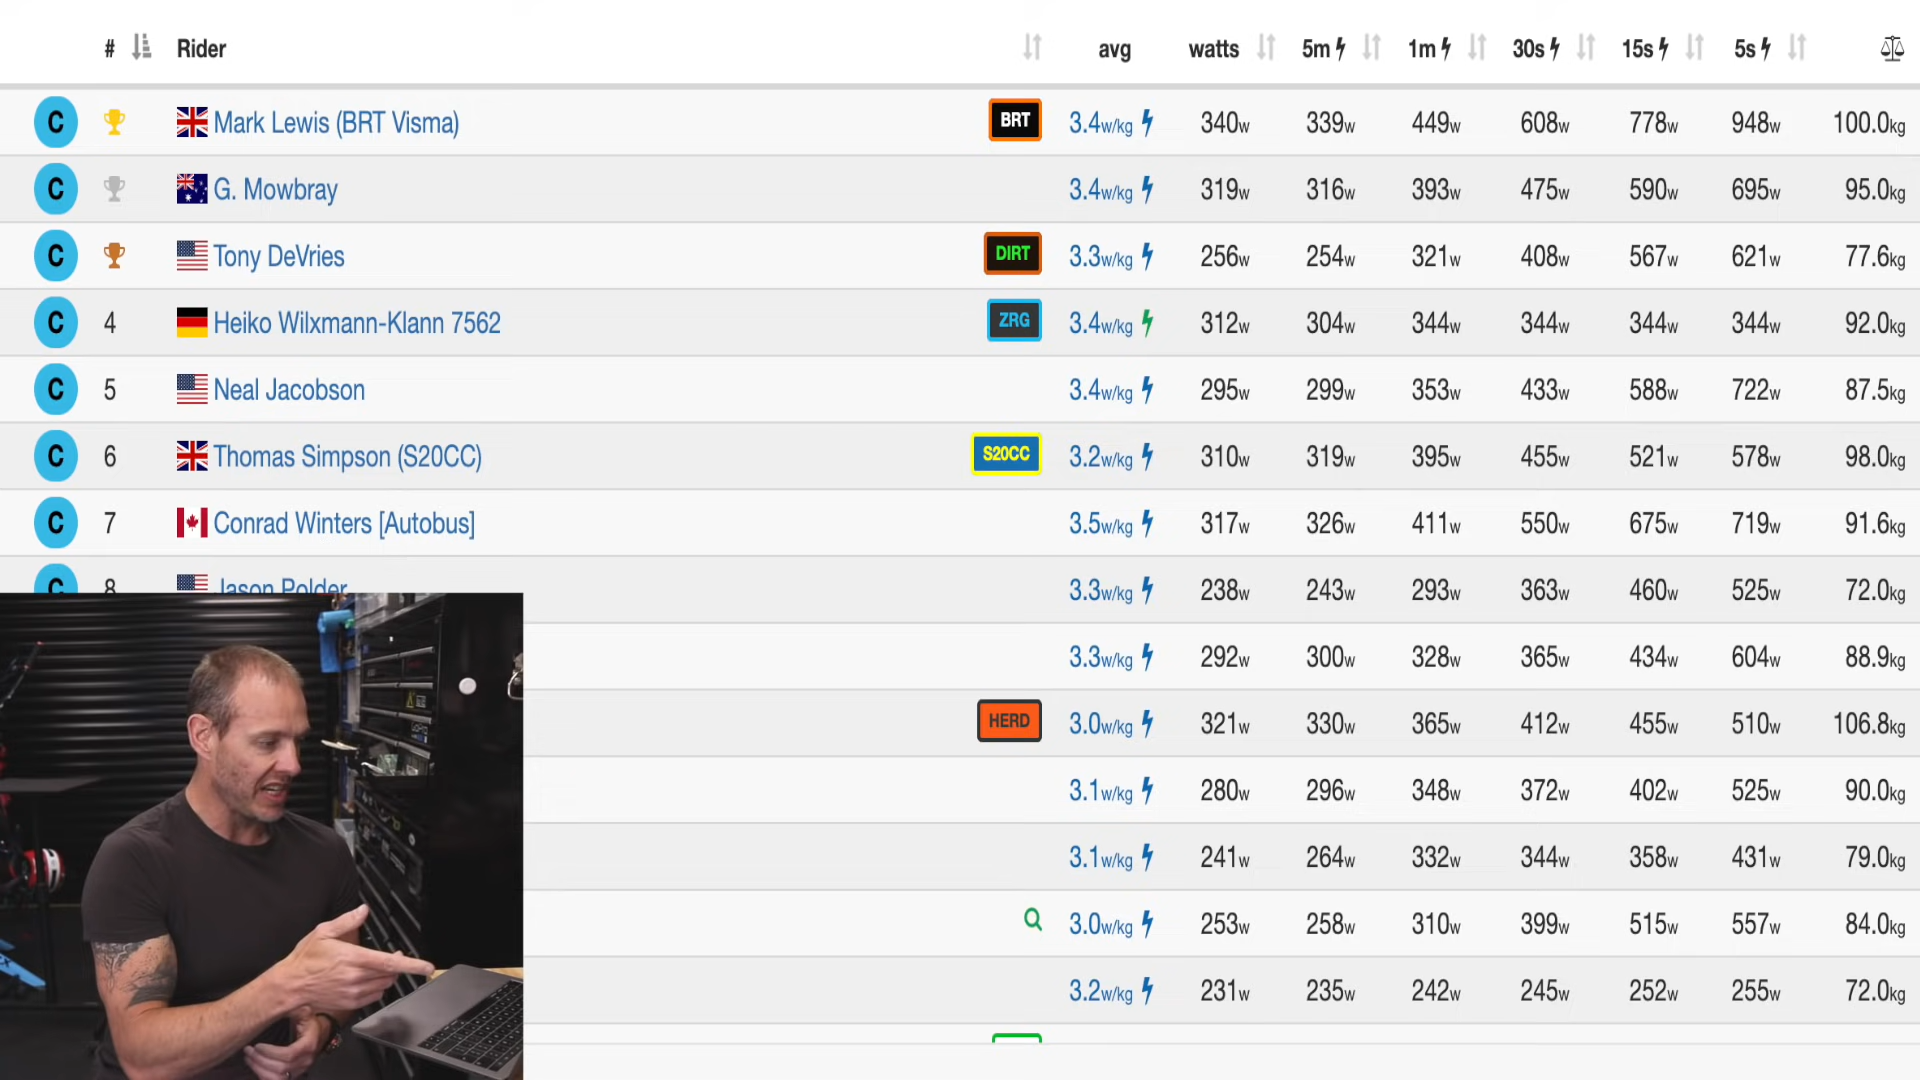 # Rider avg watts 5m 1m 30s 15s 5s
C Mark Lewis (BRT Visma) BRT 3.4w/kg 340w 339w 449w 608w 778w 948w 100.0kg
C G. Mowbray 3.4w/kg 319w 316w 393w 475w 590w 695w 95.0kg
C Tony DeVries DIRT 3.3w/kg 256w 254w 321w 408w 567w 621w 77.6kg
C 4 Heiko Wilxmann-Klann 7562 ZRG 3.4w/kg 312w 304w 344w 344w 344w 344w 92.0kg
C 5 Neal Jacobson 3.4w/kg 295w 299w 353w 433w 588w 722w 87.5kg
C 6 Thomas Simpson (S20CC) S20CC 3.2w/kg 310w 319w 395w 455w 521w 578w 98.0kg
C 7 Conrad Winters [Autobus] 3.5w/kg 317w 326w 411w 550w 675w 719w 91.6kg
C 8 Jason Polder 3.3w/kg 238w 243w 293w 363w 460w 525w 72.0kg
3.3w/kg 292w 300w 328w 365w 434w 604w 88.9kg
HERD 3.0w/kg 321w 330w 365w 412w 455w 510w 106.8kg
3.1w/kg 280w 296w 348w 372w 402w 525w 90.0kg
3.1w/kg 241w 264w 332w 344w 358w 431w 79.0kg
3.0w/kg 253w 258w 310w 399w 515w 557w 84.0kg
3.2w/kg 231w 235w 242w 245w 252w 255w 72.0kg